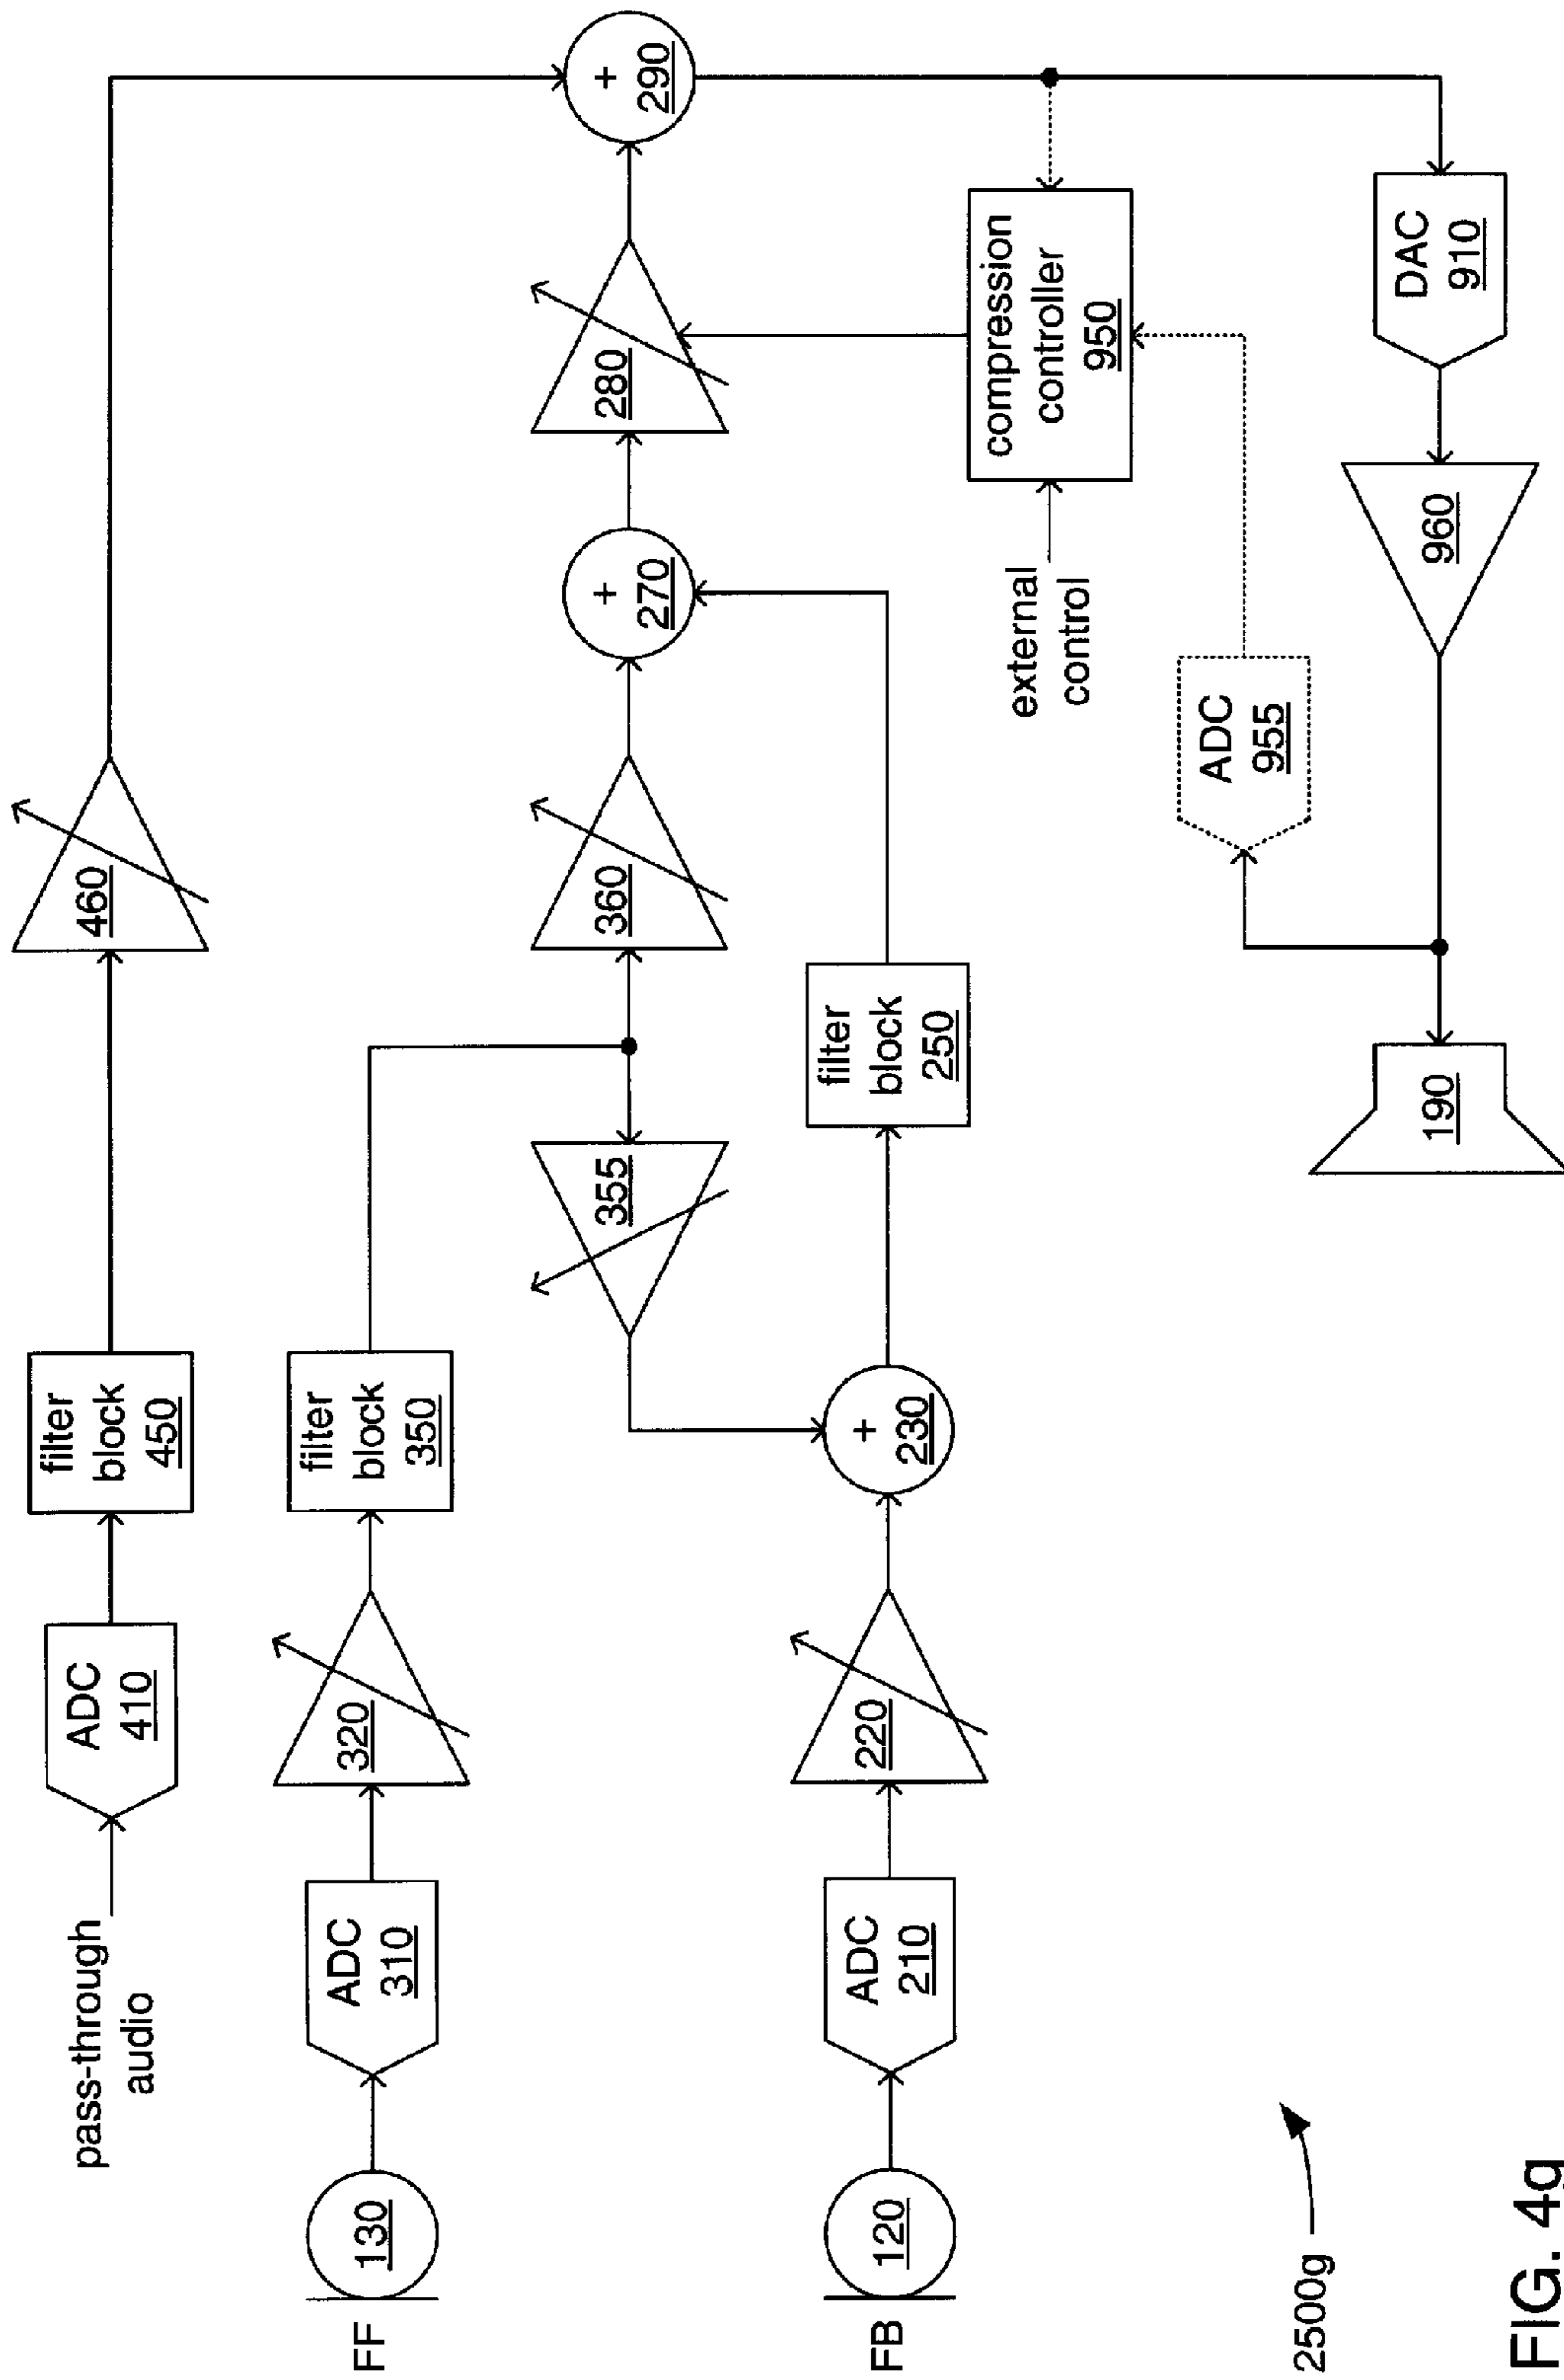 pass-through
audio
ADC
410
filter
block
450
460
FF
130
ADC
310
320
filter
block
350
355
360
+
270
280
+
290
FB
120
ADC
210
220
+
230
filter
block
250
external
control
compression
controller
950
ADC
955
190
960
DAC
910
2500g
FIG. 4g